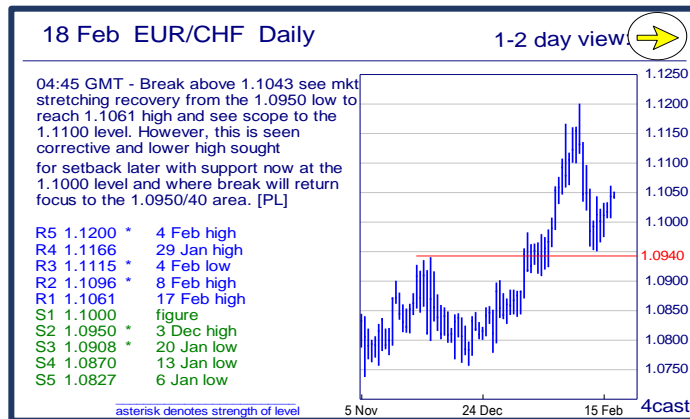 18 Feb EUR/CHF Daily
1-2 day view:
04:45 GMT - Break above 1.1043 see mkt
stretching recovery from the 1.0950 low to
reach 1.1061 high and see scope to the
1.1100 level. However, this is seen
corrective and lower high sought
for setback later with support now at the
1.1000 level and where break will return
focus to the 1.0950/40 area. [PL]
R5 1.1200 * 4 Feb high
R4 1.1166 29 Jan high
R3 1.1115 * 4 Feb low
R2 1.1096 * 8 Feb high
R1 1.1061 17 Feb high
S1 1.1000 figure
S2 1.0950 * 3 Dec high
S3 1.0908 * 20 Jan low
S4 1.0870 13 Jan low
S5 1.0827 6 Jan low
asterisk denotes strength of level
1.1250
1.1200
1.1150
1.1100
1.1050
1.1000
1.0940
1.0900
1.0850
1.0800
1.0750
5 Nov 24 Dec 15 Feb
4cast